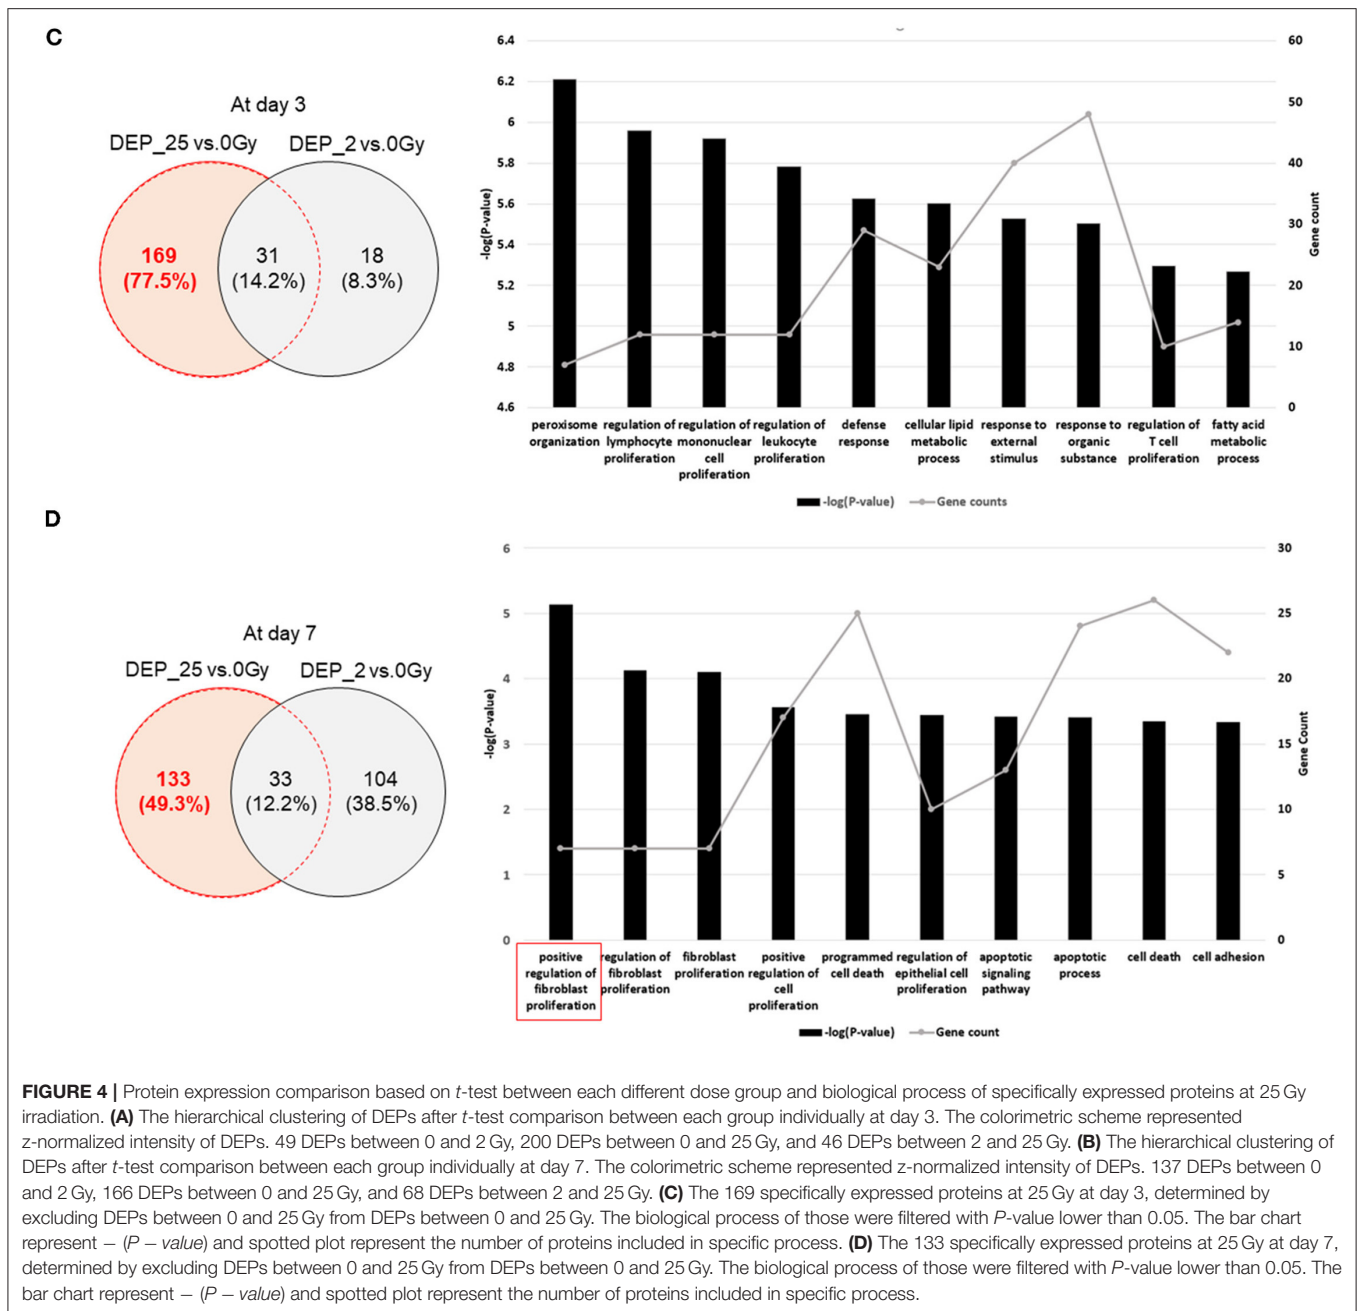 C
At day 3
DEP_25 vs.0Gy DEP_2 vs.0Gy
169 31 18
(77.5%) (14.2%) (8.3%)
6.4
6.2
6
5.8
5.6
5.4
5.2
5
4.8
4.6
-log(P-value)
60
50
40
30
20
10
0
Gene count
peroxisome
organization
regulation of
lymphocyte
proliferation
regulation of
mononuclear
cell
proliferation
regulation of
leukocyte
proliferation
defense
response
cellular lipid
metabolic
process
response to
external
stimulus
response to
organic
substance
regulation of
T cell
proliferation
fatty acid
metabolic
process
-log(P-value) Gene counts
D
At day 7
DEP_25 vs.0Gy DEP_2 vs.0Gy
133 33 104
(49.3%) (12.2%) (38.5%)
6
5
4
3
2
1
0
-log(P-value)
30
25
20
15
10
5
0
Gene Count
positive
regulation of
fibroblast
proliferation
regulation of
fibroblast
proliferation
fibroblast
proliferation
positive
regulation of
cell
proliferation
programmed
cell death
regulation of
epithelial cell
proliferation
apoptotic
signaling
pathway
apoptotic
process
cell death
cell adhesion
-log(P-value) Gene count
FIGURE 4 | Protein expression comparison based on t-test between each different dose group and biological process of specifically expressed proteins at 25 Gy
irradiation. (A) The hierarchical clustering of DEPs after t-test comparison between each group individually at day 3. The colorimetric scheme represented
z-normalized intensity of DEPs. 49 DEPs between 0 and 2 Gy, 200 DEPs between 0 and 25 Gy, and 46 DEPs between 2 and 25 Gy. (B) The hierarchical clustering of
DEPs after t-test comparison between each group individually at day 7. The colorimetric scheme represented z-normalized intensity of DEPs. 137 DEPs between 0
and 2 Gy, 166 DEPs between 0 and 25 Gy, and 68 DEPs between 2 and 25 Gy. (C) The 169 specifically expressed proteins at 25 Gy at day 3, determined by
excluding DEPs between 0 and 25 Gy from DEPs between 0 and 25 Gy. The biological process of those were filtered with P-value lower than 0.05. The bar chart
represent − (P − value) and spotted plot represent the number of proteins included in specific process. (D) The 133 specifically expressed proteins at 25 Gy at day 7,
determined by excluding DEPs between 0 and 25 Gy from DEPs between 0 and 25 Gy. The biological process of those were filtered with P-value lower than 0.05. The
bar chart represent − (P − value) and spotted plot represent the number of proteins included in specific process.